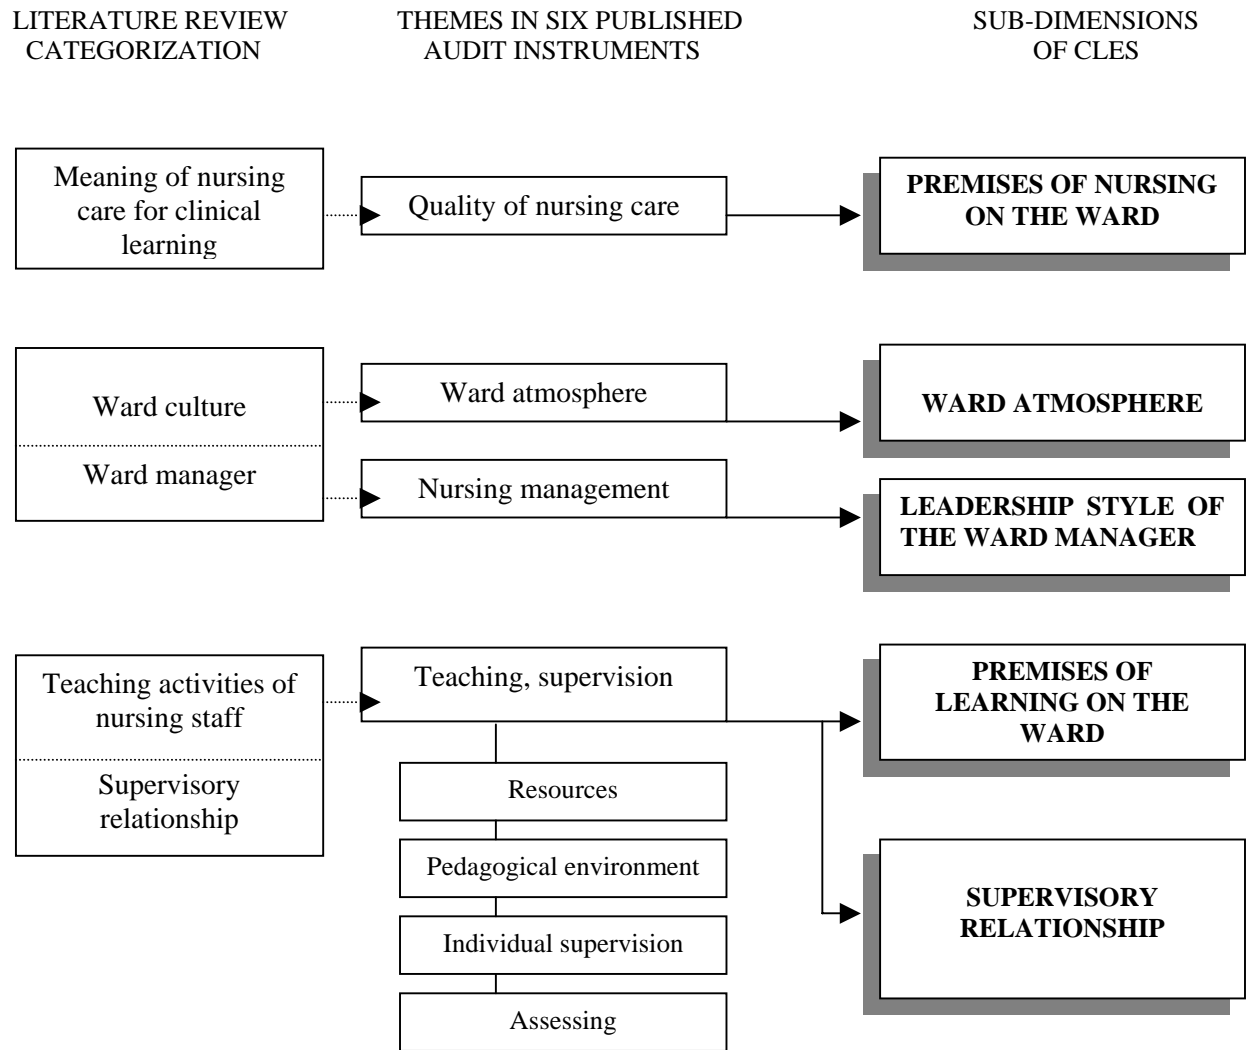 LITERATURE REVIEW
CATEGORIZATION
THEMES IN SIX PUBLISHED
AUDIT INSTRUMENTS
SUB-DIMENSIONS
OF CLES
Meaning of nursing
care for clinical
learning
Quality of nursing care
PREMISES OF NURSING
ON THE WARD
Ward culture
Ward manager
Ward atmosphere
Nursing management
WARD ATMOSPHERE
LEADERSHIP STYLE OF
THE WARD MANAGER
Teaching activities of
nursing staff
Supervisory
relationship
Teaching, supervision
Resources
Pedagogical environment
Individual supervision
Assessing
PREMISES OF
LEARNING ON THE
WARD
SUPERVISORY
RELATIONSHIP